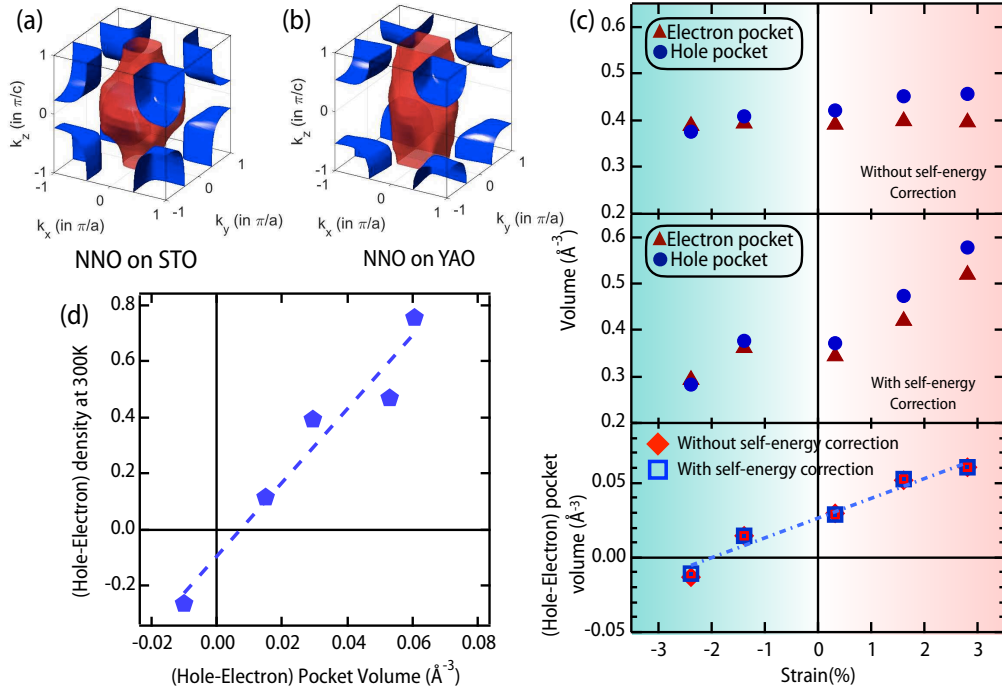 (a)
1
0
-1
k_z (in π/c)
-1
0
1
k_x (in π/a)
-1
0
1
k_y (in π/a)
NNO on STO
(b)
1
0
-1
k_z (in π/c)
-1
0
1
k_x (in π/a)
-1
0
1
k_y (in π/a)
NNO on YAO
(c)
0.6
0.5
0.4
0.3
0.2
Electron pocket
Hole pocket
Without self-energy
Correction
Volume (Å⁻³)
0.6
0.5
0.4
0.3
0.2
Electron pocket
Hole pocket
With self-energy
Correction
(Hole-Electron) pocket
volume (Å⁻³)
0.05
0.00
-0.05
Without self-energy correction
With self-energy correction
-3
-2
-1
0
1
2
3
Strain(%)
(d)
(Hole-Electron) density at 300K
0.8
0.6
0.4
0.2
0.0
-0.2
-0.02
0.00
0.02
0.04
0.06
0.08
(Hole-Electron) Pocket Volume (Å⁻³)